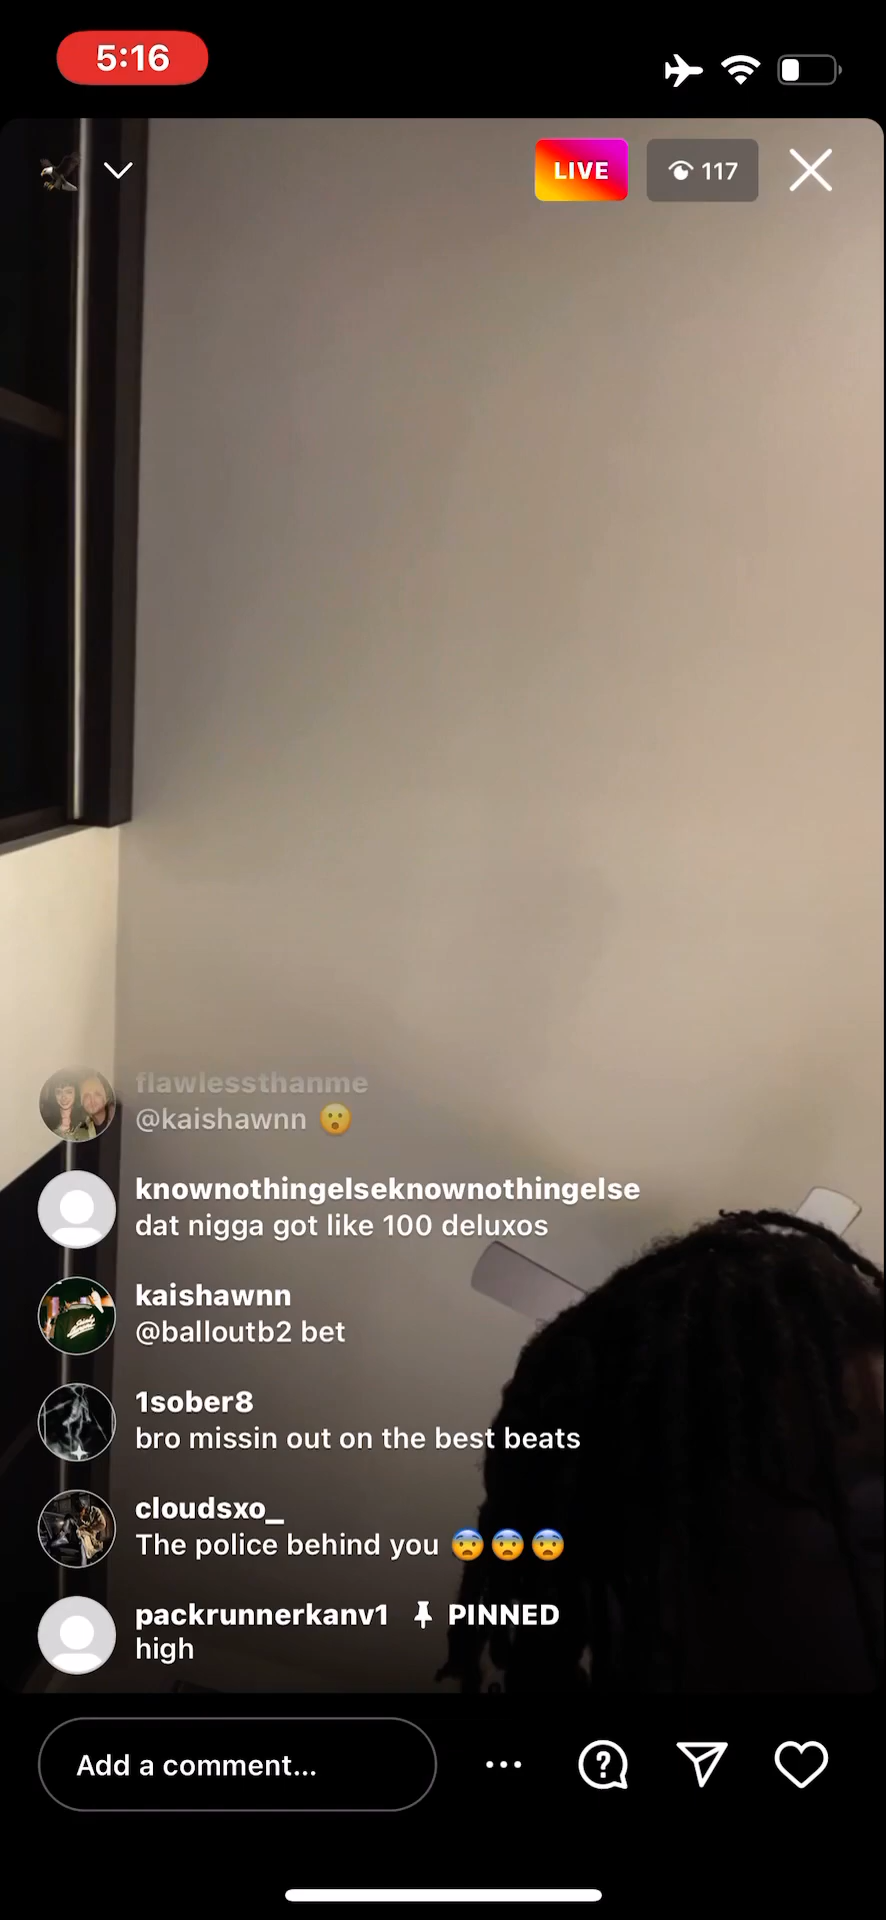 5:16
LIVE
117
flawlessthanme
@kaishawnn 😮
knownothingelseknownothingelse
dat nigga got like 100 deluxos
kaishawnn
@balloutb2 bet
1sober8
bro missin out on the best beats
cloudsxo_
The police behind you 😨😨😨
packrunnerkanv1 PINNED
high
Add a comment...